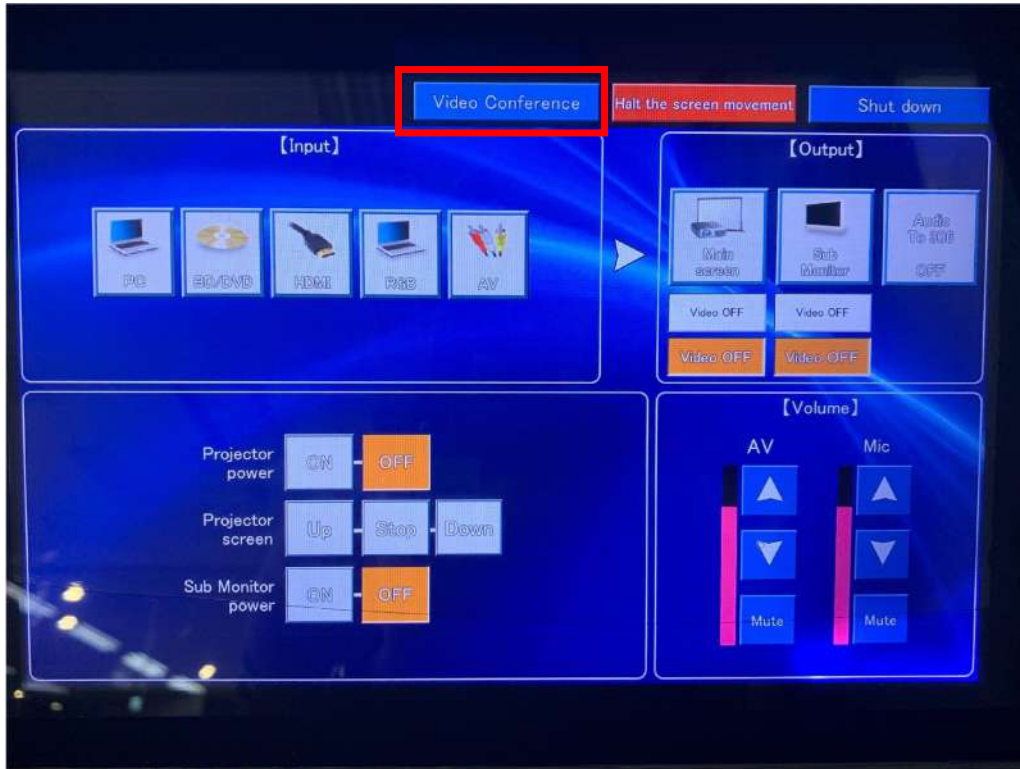 Video Conference
Halt the screen movement
Shut down
【Input】
PC
BD/DVD
HDMI
RGB
AV
【Output】
Main
screen
Sub
Monitor
Audio
To 306
OFF
Video OFF
Video OFF
Video OFF
Video OFF
Projector
power
ON
OFF
Projector
screen
Up
Stop
Down
Sub Monitor
power
ON
OFF
【Volume】
AV
Mic
Mute
Mute